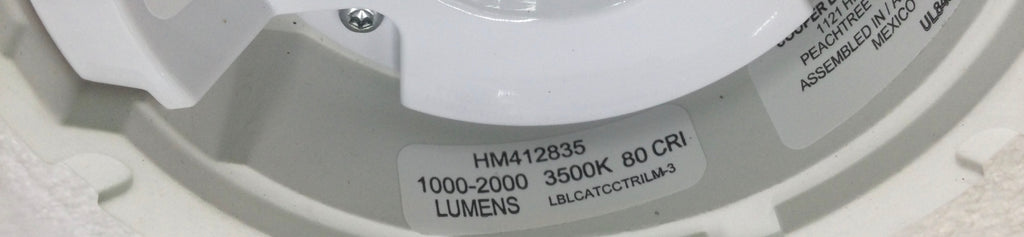 HM412835
1000-2000 3500K 80 CRI
LUMENS LBLCATCCTRILM-3
1121 H
PEACHTREE
ASSEMBLED IN /
MEXICO